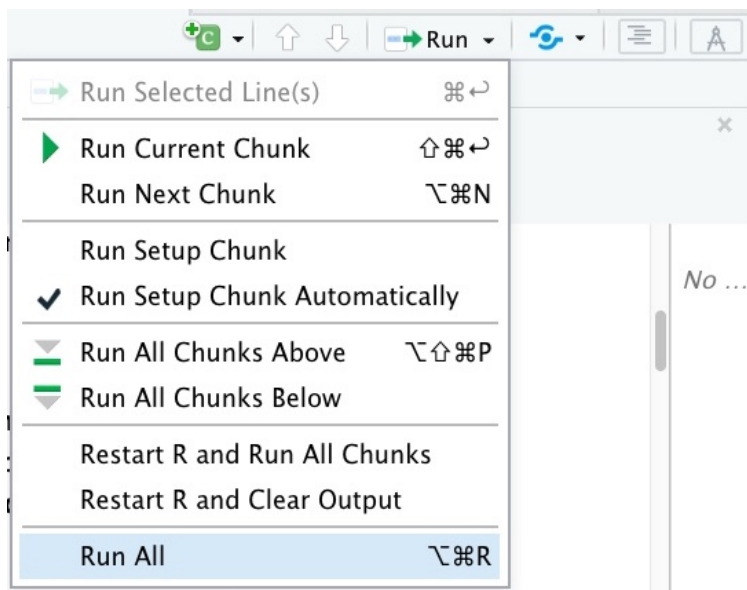 C Run
Run Selected Line(s) ⌘↩
Run Current Chunk ⇧⌘↩
Run Next Chunk ⌥⌘N
Run Setup Chunk
Run Setup Chunk Automatically
No ...
Run All Chunks Above ⌥⇧⌘P
Run All Chunks Below
Restart R and Run All Chunks
Restart R and Clear Output
Run All ⌥⌘R